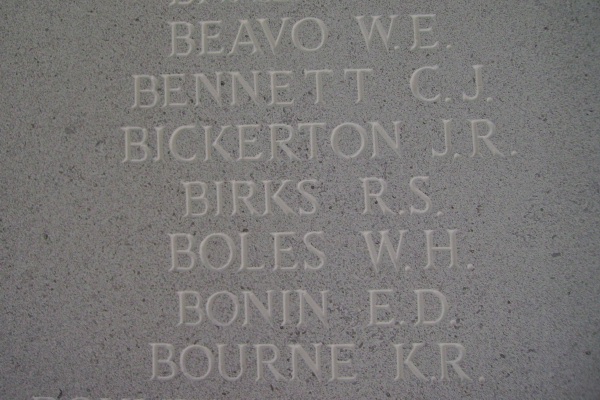 BEAVO W.E.
BENNETT C.J.
BICKERTON J.R.
BIRKS R.S.
BOLES W.H.
BONIN E.D.
BOURNE K.R.